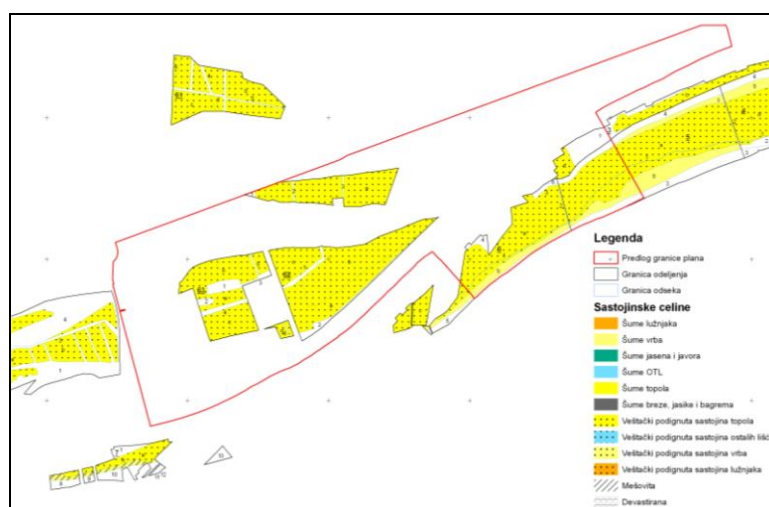 Legenda
Predlog granice plana
Granica odeljenja
Granica odseka
Sastojinske celine
Šume lužnjaka
Šume vrba
Šume jasena i javora
Šume OTL
Šume topola
Šume breze, jasike i bagrema
Veštački podignuta sastojina topola
Veštački podignuta sastojina ostalih lišć
Veštački podignuta sastojina vrba
Veštački podignuta sastojina lužnjaka
Mešovita
Devastirana